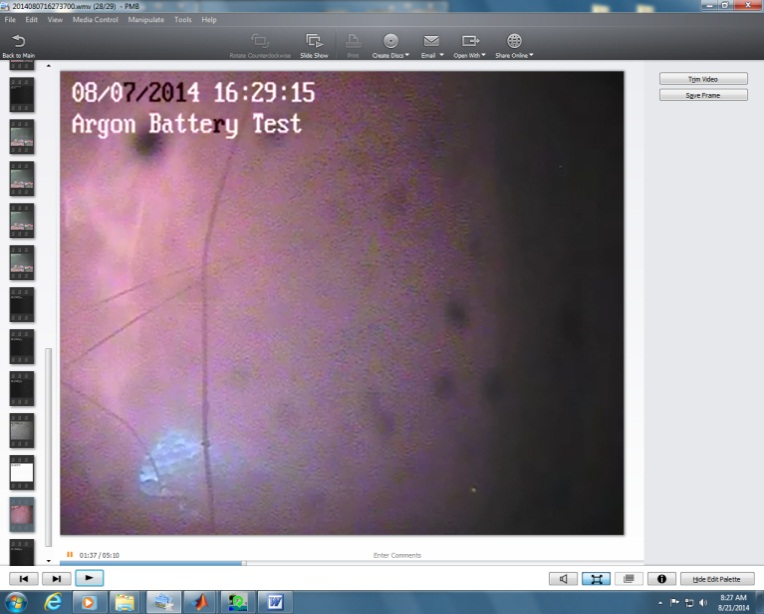 2014080716273700.wmv (28/29) - PMB
File Edit View Media Control Manipulate Tools Help
Back to Main Rotate Counterclockwise Slide Show Print Create Discs Email Open With Share Online
Trim Video
Save Frame
08/07/2014 16:29:15
Argon Battery Test
01:37 / 05:10 Enter Comments
Hide Edit Palette
8:27 AM
8/21/2014